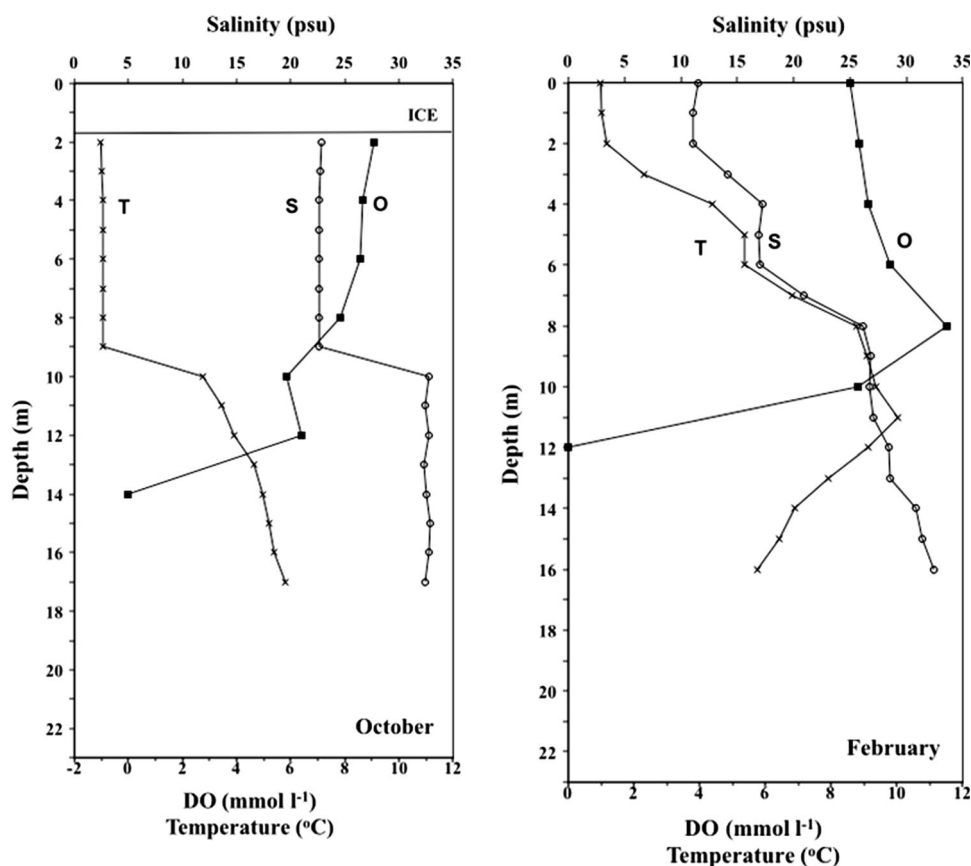 Salinity (psu)
0 5 10 15 20 25 30 35
0
ICE
2
4
6
8
10
12
14
16
18
20
22
Depth (m)
T
S
O
October
-2 0 4 6 10 12
DO (mmol l-1)
Temperature (oC)
Salinity (psu)
0 5 10 15 20 25 30 35
0
2
4
6
8
10
12
14
16
18
20
22
Depth (m)
T
S
O
February
0 2 4 6 8 10 12
DO (mmol l-1)
Temperature (oC)